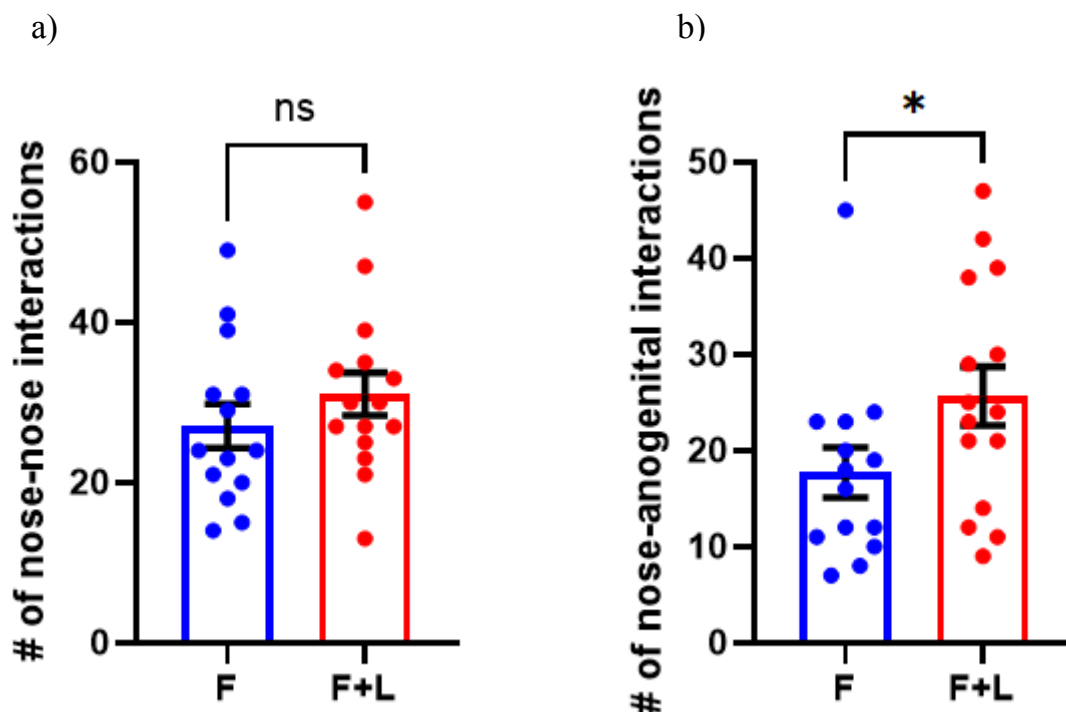 a)
ns
# of nose-nose interactions
60
40
20
0
F
F+L
b)
*
# of nose-anogenital interactions
50
40
30
20
10
0
F
F+L